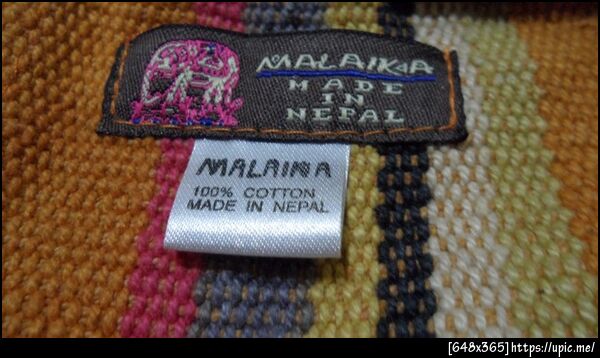 MALAIKA
MADE
IN
NEPAL
MALAIKA
100% COTTON
MADE IN NEPAL
[648x365]https://upic.me/